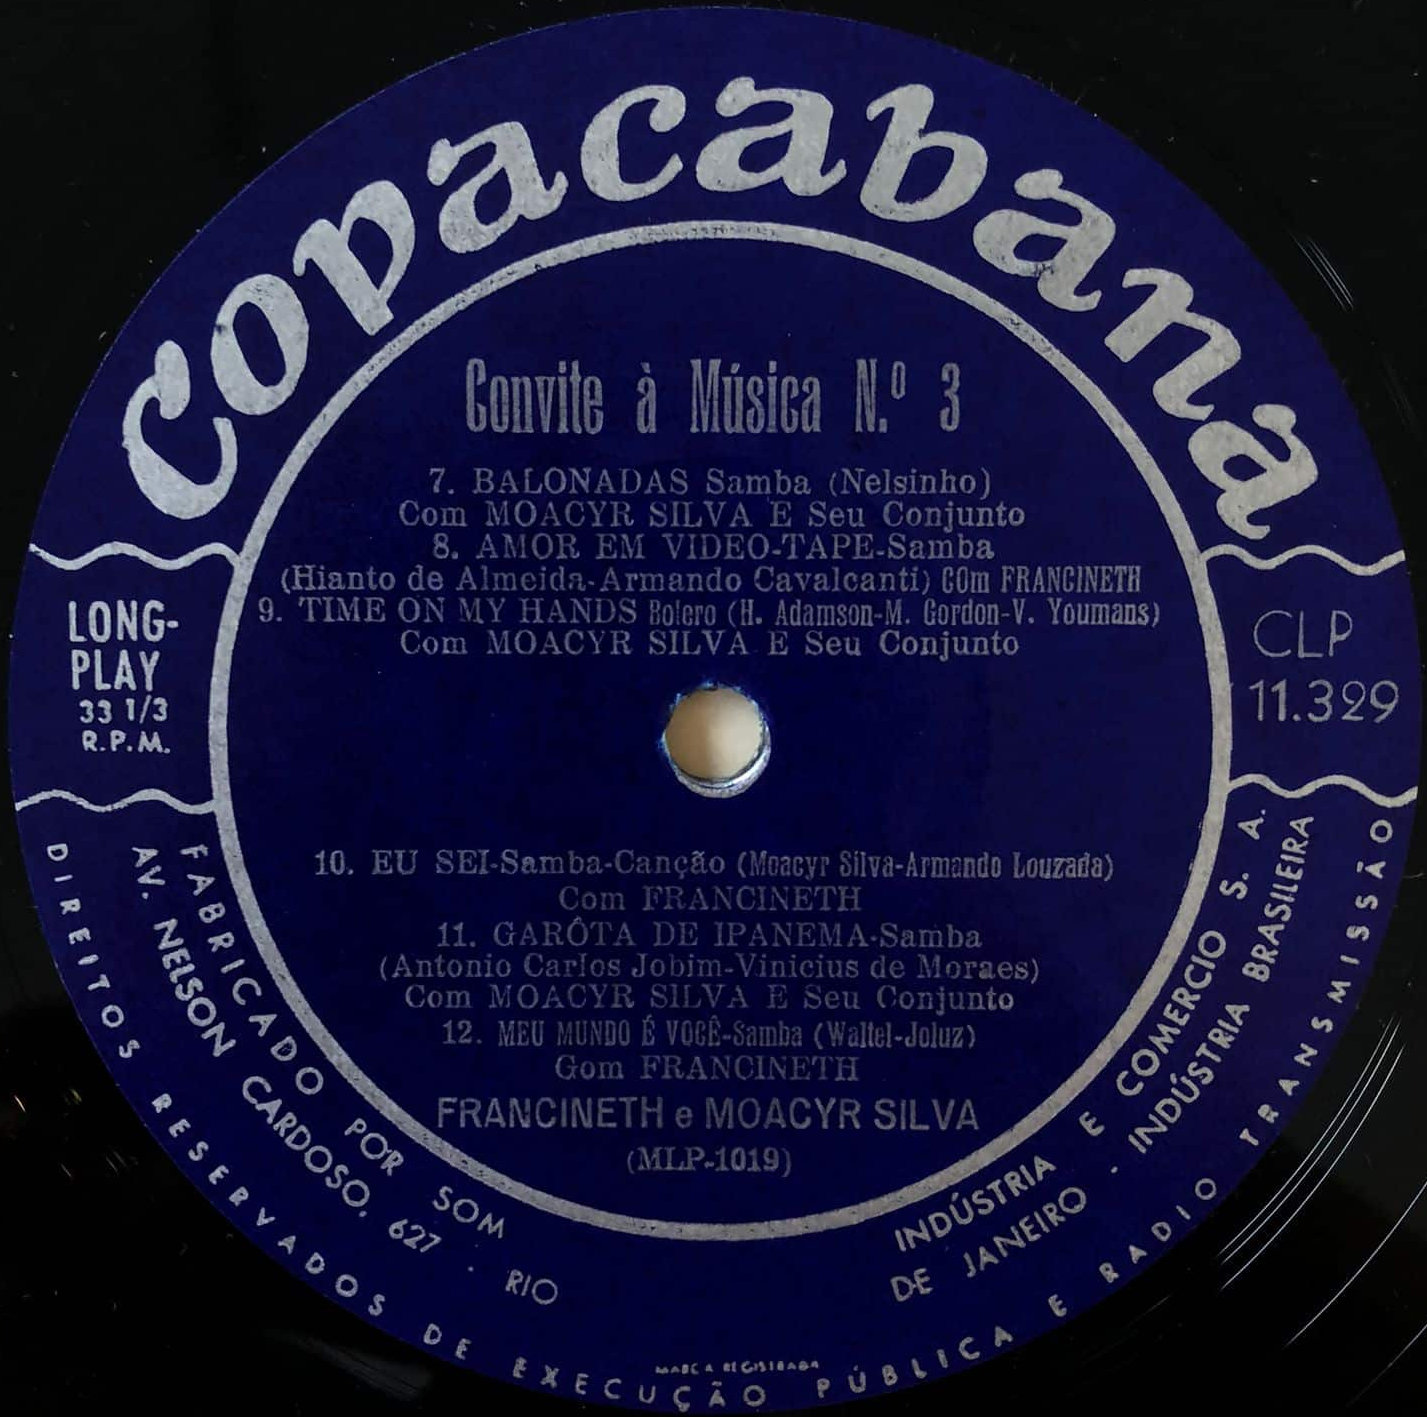 Copacabana
Convite à Música N.º 3
7. BALONADAS Samba (Nelsinho)
Com MOACYR SILVA E Seu Conjunto
8. AMOR EM VIDEO-TAPE-Samba
(Hianto de Almeida-Armando Cavalcanti) COm FRANCINETH
9. TIME ON MY HANDS Bolero (H. Adamson-M. Gordon-V. Youmans)
Com MOACYR SILVA E Seu Conjunto
LONG-
PLAY
33 1/3
R.P.M.
CLP
11.329
10. EU SEI-Samba-Canção (Moacyr Silva-Armando Louzada)
Com FRANCINETH
11. GARÔTA DE IPANEMA-Samba
(Antonio Carlos Jobim-Vinicius de Moraes)
Com MOACYR SILVA E Seu Conjunto
12. MEU MUNDO É VOCÊ-Samba (Waltel-Joluz)
Gom FRANCINETH
FRANCINETH e MOACYR SILVA
(MLP-1019)
FABRICADO POR SOM INDÚSTRIA E COMERCIO S. A.
AV. NELSON CARDOSO, 627 · RIO DE JANEIRO · INDÚSTRIA BRASILEIRA
DIREITOS RESERVADOS DE EXECUÇÃO PÚBLICA E RADIO TRANSMISSÃO
MARCA REGISTRADA